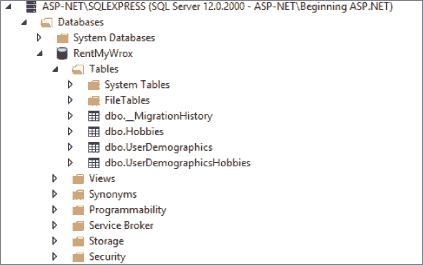 ASP-NET\SQLEXPRESS (SQL Server 12.0.2000 - ASP-NET\Beginning ASP.NET)
Databases
System Databases
RentMyWrox
Tables
System Tables
FileTables
dbo.__MigrationHistory
dbo.Hobbies
dbo.UserDemographics
dbo.UserDemographicsHobbies
Views
Synonyms
Programmability
Service Broker
Storage
Security